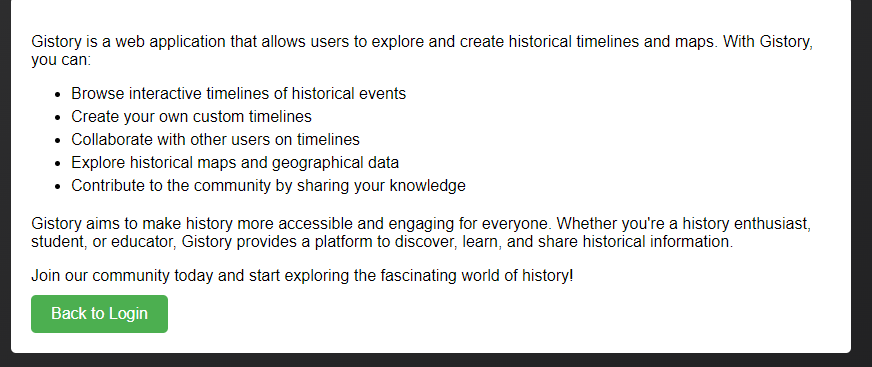 Gistory is a web application that allows users to explore and create historical timelines and maps. With Gistory,
you can:
Browse interactive timelines of historical events
Create your own custom timelines
Collaborate with other users on timelines
Explore historical maps and geographical data
Contribute to the community by sharing your knowledge
Gistory aims to make history more accessible and engaging for everyone. Whether you're a history enthusiast,
student, or educator, Gistory provides a platform to discover, learn, and share historical information.
Join our community today and start exploring the fascinating world of history!
Back to Login